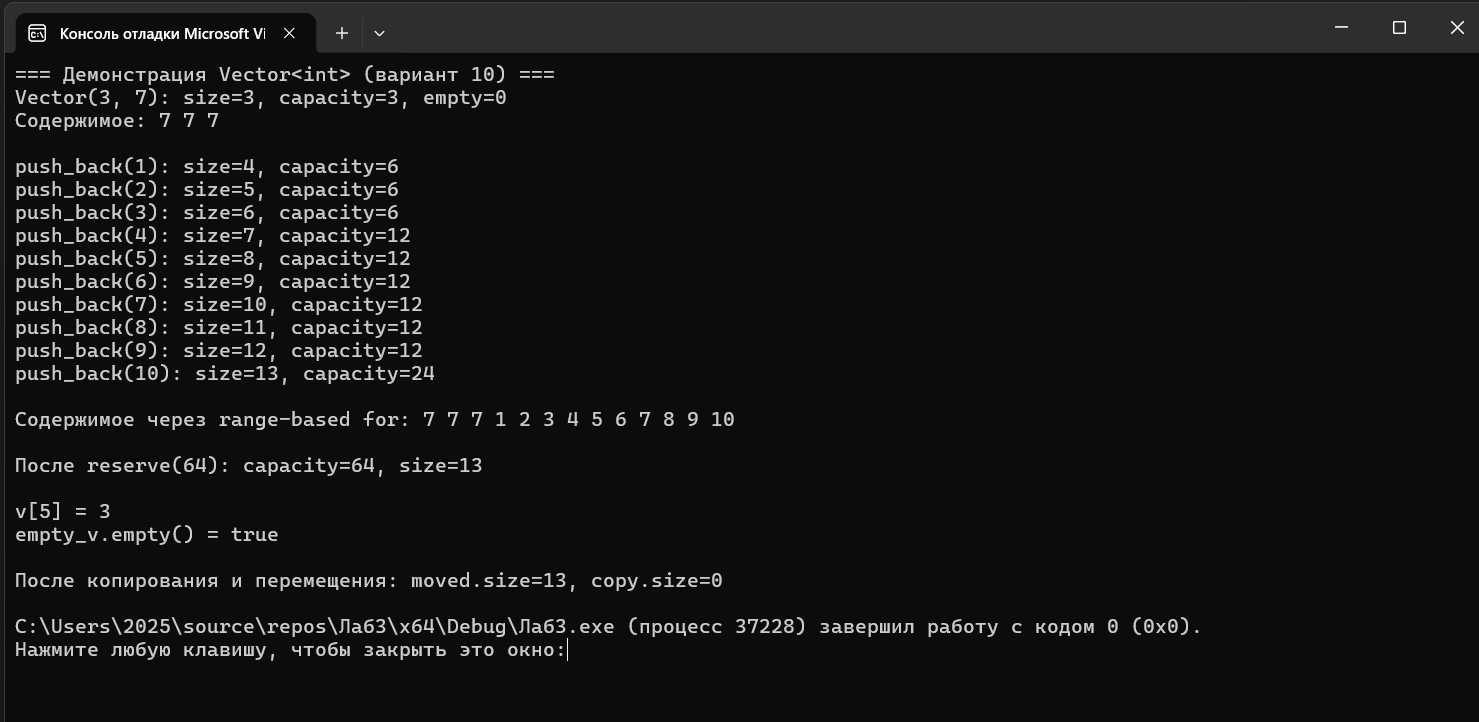 Консоль отладки Microsoft Vi
=== Демонстрация Vector<int> (вариант 10) ===
Vector(3, 7): size=3, capacity=3, empty=0
Содержимое: 7 7 7
push_back(1): size=4, capacity=6
push_back(2): size=5, capacity=6
push_back(3): size=6, capacity=6
push_back(4): size=7, capacity=12
push_back(5): size=8, capacity=12
push_back(6): size=9, capacity=12
push_back(7): size=10, capacity=12
push_back(8): size=11, capacity=12
push_back(9): size=12, capacity=12
push_back(10): size=13, capacity=24
Содержимое через range-based for: 7 7 7 1 2 3 4 5 6 7 8 9 10
После reserve(64): capacity=64, size=13
v[5] = 3
empty_v.empty() = true
После копирования и перемещения: moved.size=13, copy.size=0
C:\Users\2025\source\repos\Лаб3\x64\Debug\Лаб3.exe (процесс 37228) завершил работу с кодом 0 (0x0).
Нажмите любую клавишу, чтобы закрыть это окно: